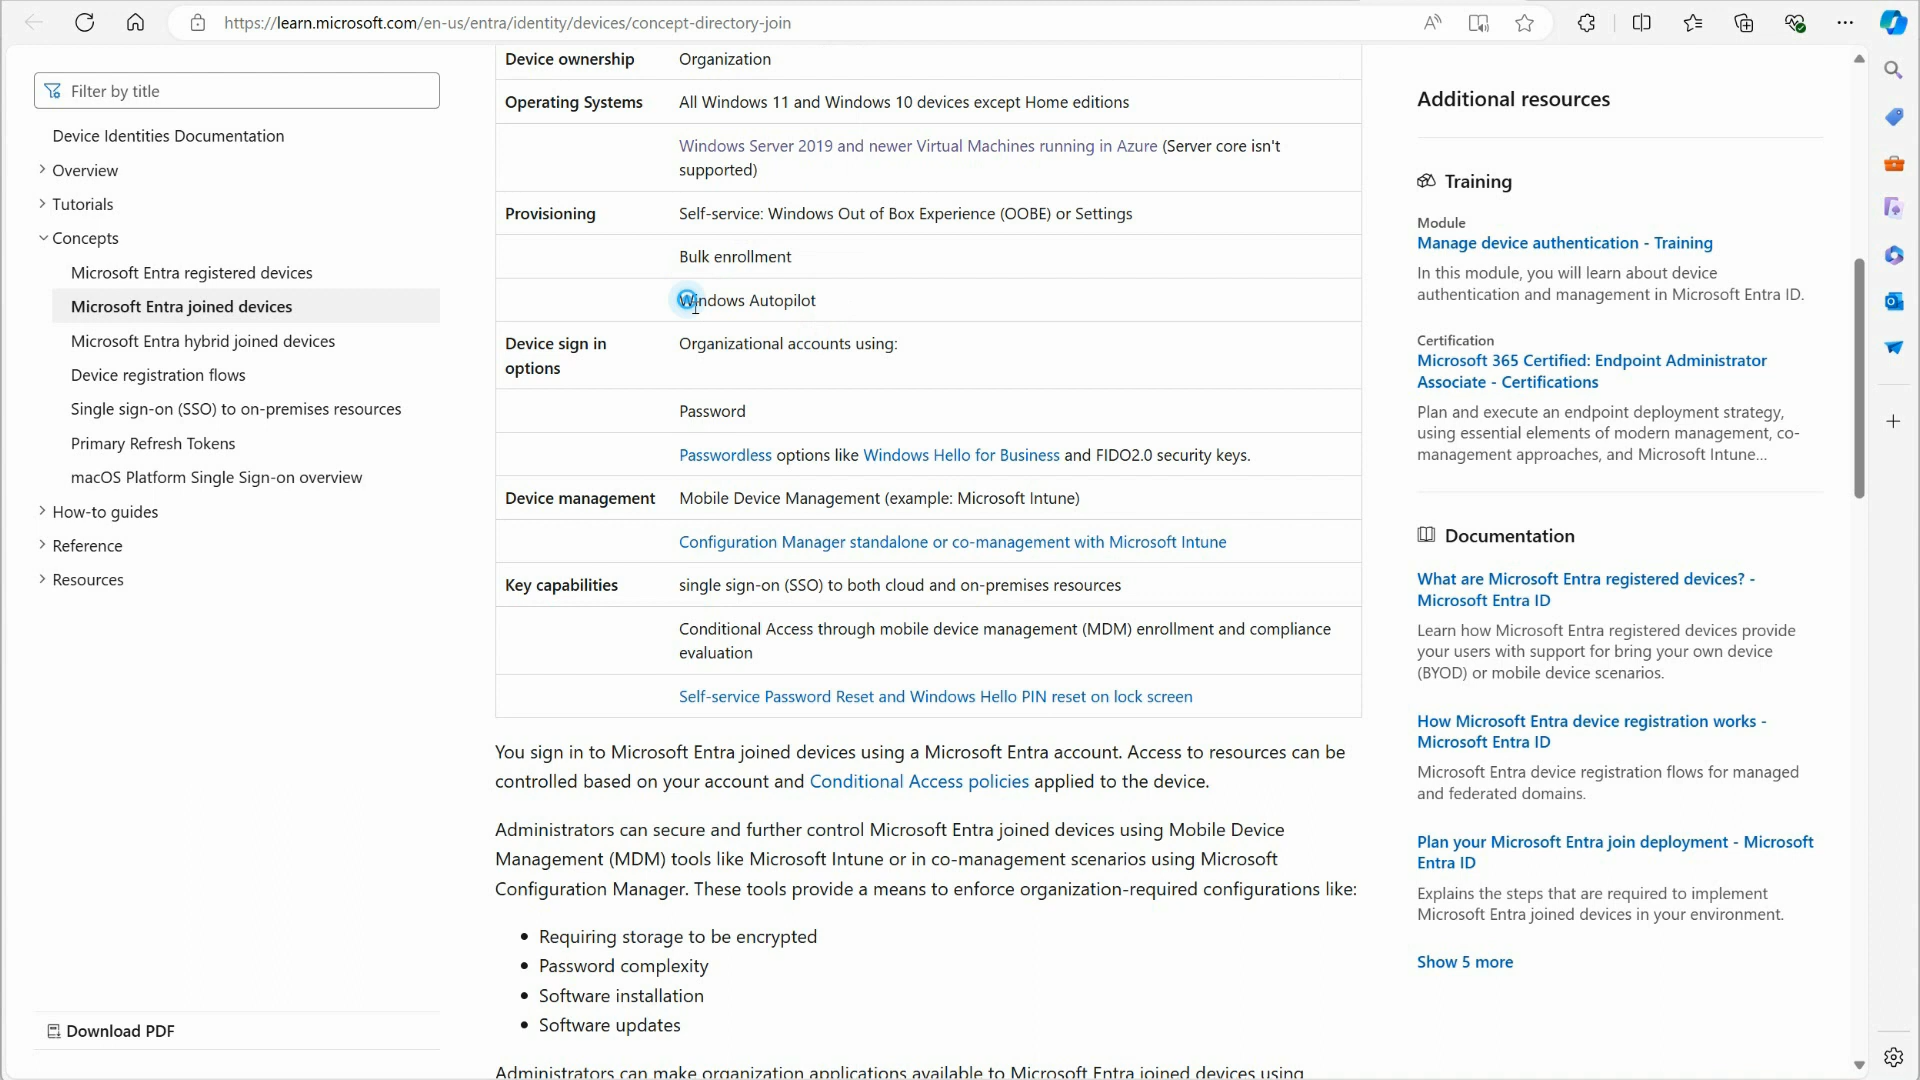 https://learn.microsoft.com/en-us/entra/identity/devices/concept-directory-join
Filter by title
Device Identities Documentation
Overview
Tutorials
Concepts
Microsoft Entra registered devices
Microsoft Entra joined devices
Microsoft Entra hybrid joined devices
Device registration flows
Single sign-on (SSO) to on-premises resources
Primary Refresh Tokens
macOS Platform Single Sign-on overview
How-to guides
Reference
Resources
Download PDF
Device ownership Organization
Operating Systems All Windows 11 and Windows 10 devices except Home editions
Windows Server 2019 and newer Virtual Machines running in Azure (Server core isn't
supported)
Provisioning Self-service: Windows Out of Box Experience (OOBE) or Settings
Bulk enrollment
Windows Autopilot
Device sign in Organizational accounts using:
options
Password
Passwordless options like Windows Hello for Business and FIDO2.0 security keys.
Device management Mobile Device Management (example: Microsoft Intune)
Configuration Manager standalone or co-management with Microsoft Intune
Key capabilities single sign-on (SSO) to both cloud and on-premises resources
Conditional Access through mobile device management (MDM) enrollment and compliance
evaluation
Self-service Password Reset and Windows Hello PIN reset on lock screen
You sign in to Microsoft Entra joined devices using a Microsoft Entra account. Access to resources can be
controlled based on your account and Conditional Access policies applied to the device.
Administrators can secure and further control Microsoft Entra joined devices using Mobile Device
Management (MDM) tools like Microsoft Intune or in co-management scenarios using Microsoft
Configuration Manager. These tools provide a means to enforce organization-required configurations like:
• Requiring storage to be encrypted
• Password complexity
• Software installation
• Software updates
Administrators can make organization applications available to Microsoft Entra joined devices using
Additional resources
Training
Module
Manage device authentication - Training
In this module, you will learn about device
authentication and management in Microsoft Entra ID.
Certification
Microsoft 365 Certified: Endpoint Administrator
Associate - Certifications
Plan and execute an endpoint deployment strategy,
using essential elements of modern management, co-
management approaches, and Microsoft Intune...
Documentation
What are Microsoft Entra registered devices? -
Microsoft Entra ID
Learn how Microsoft Entra registered devices provide
your users with support for bring your own device
(BYOD) or mobile device scenarios.
How Microsoft Entra device registration works -
Microsoft Entra ID
Microsoft Entra device registration flows for managed
and federated domains.
Plan your Microsoft Entra join deployment - Microsoft
Entra ID
Explains the steps that are required to implement
Microsoft Entra joined devices in your environment.
Show 5 more